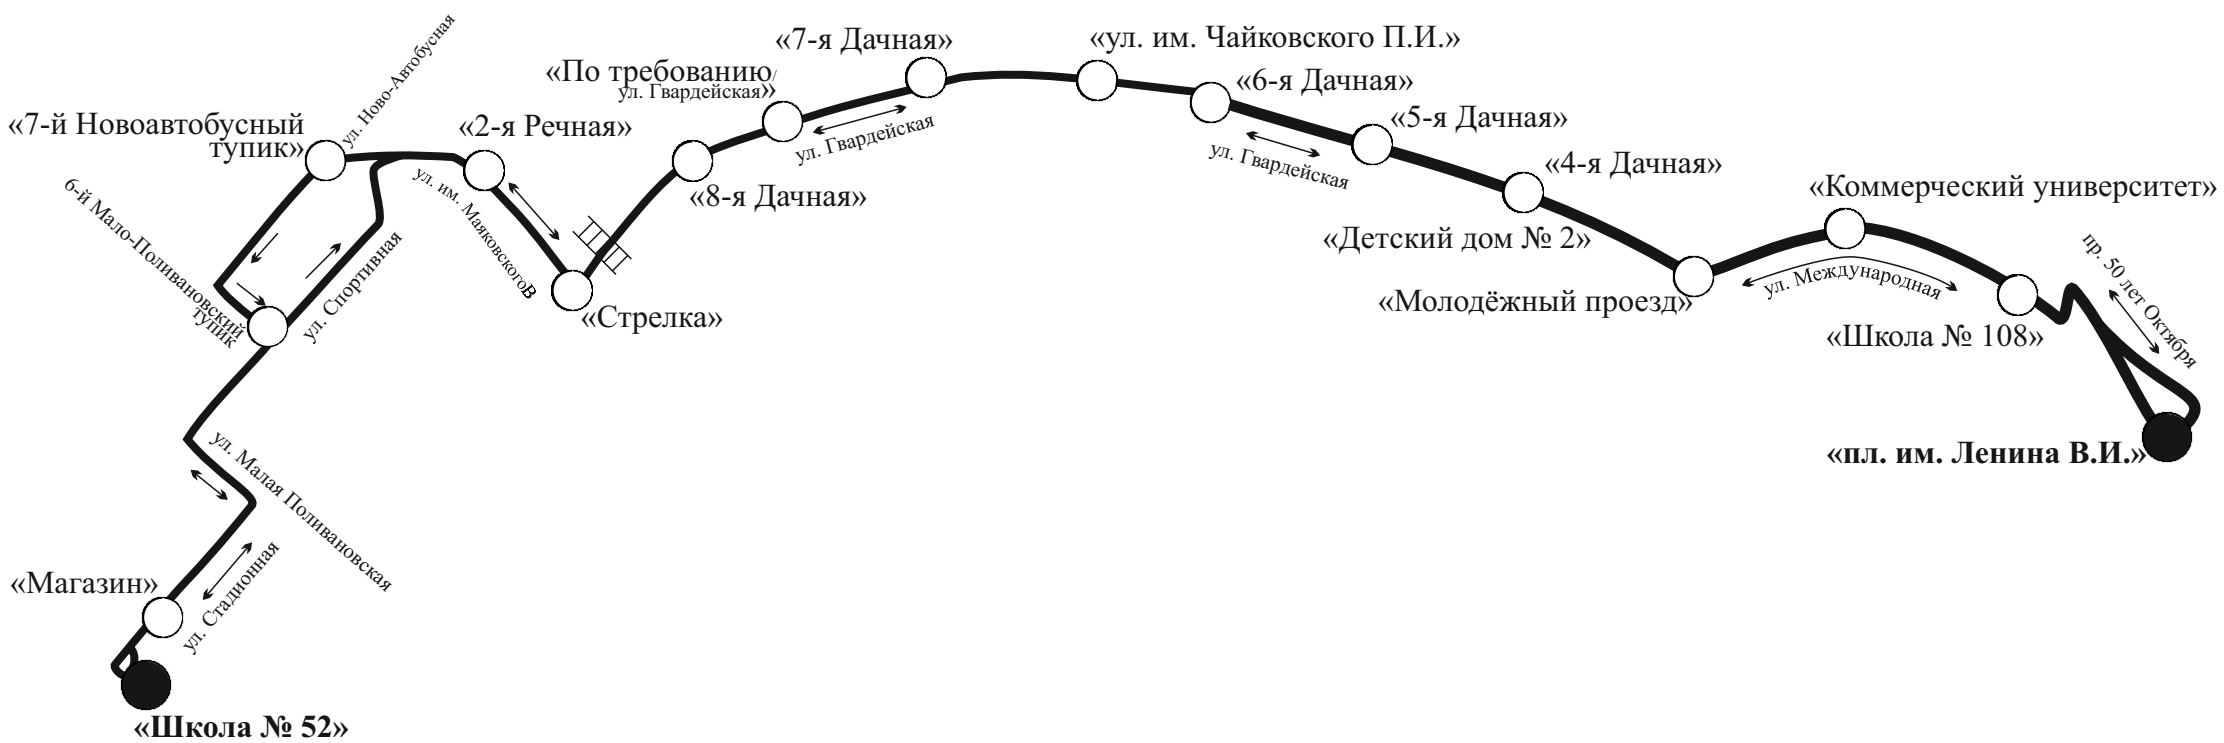 ул. Ново-Автобусная
«7-й Новоавтобусный
тупик»
6-й Мало-Поливановский
тупик
ул. Спортивная
«2-я Речная»
ул. им. Маяковского В
«Стрелка»
«8-я Дачная»
«По требованию/
ул. Гвардейская»
«7-я Дачная»
ул. Гвардейская
«ул. им. Чайковского П.И.»
«6-я Дачная»
ул. Гвардейская
«5-я Дачная»
«4-я Дачная»
«Детский дом № 2»
«Молодёжный проезд»
«Коммерческий университет»
ул. Международная
«Школа № 108»
пр. 50 лет Октября
«пл. им. Ленина В.И.»
ул. Малая Поливановская
«Магазин»
ул. Стадионная
«Школа № 52»